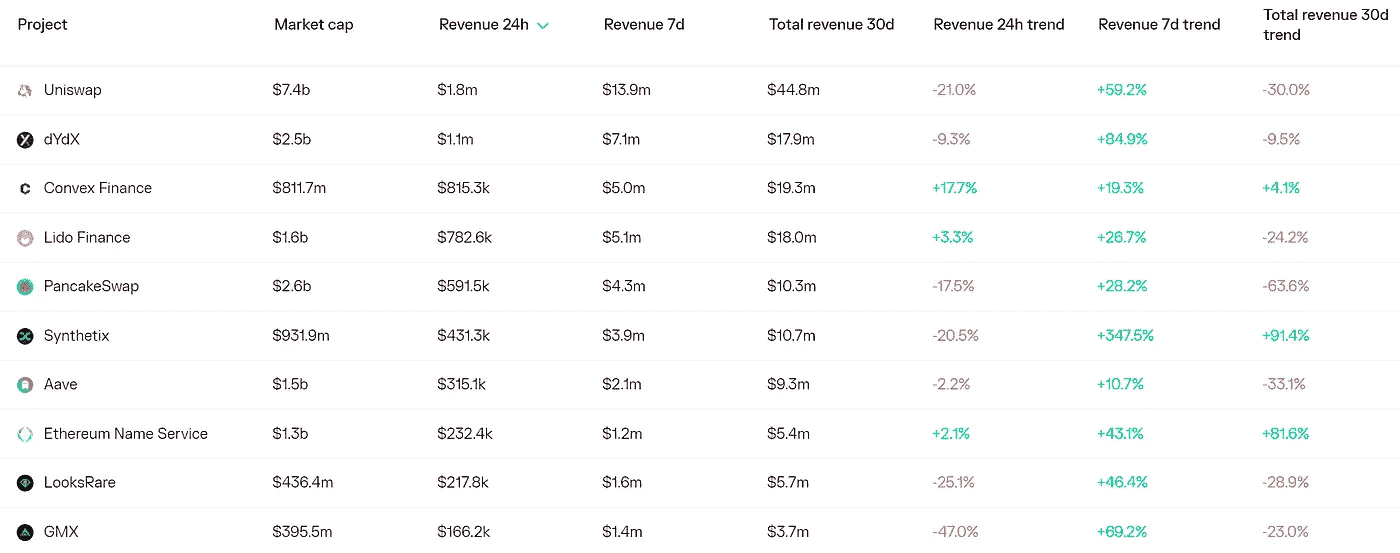 Project Market cap Revenue 24h Revenue 7d Total revenue 30d Revenue 24h trend Revenue 7d trend Total revenue 30d trend
Uniswap $7.4b $1.8m $13.9m $44.8m -21.0% +59.2% -30.0%
dYdX $2.5b $1.1m $7.1m $17.9m -9.3% +84.9% -9.5%
Convex Finance $811.7m $815.3k $5.0m $19.3m +17.7% +19.3% +4.1%
Lido Finance $1.6b $782.6k $5.1m $18.0m +3.3% +26.7% -24.2%
PancakeSwap $2.6b $591.5k $4.3m $10.3m -17.5% +28.2% -63.6%
Synthetix $931.9m $431.3k $3.9m $10.7m -20.5% +347.5% +91.4%
Aave $1.5b $315.1k $2.1m $9.3m -2.2% +10.7% -33.1%
Ethereum Name Service $1.3b $232.4k $1.2m $5.4m +2.1% +43.1% +81.6%
LooksRare $436.4m $217.8k $1.6m $5.7m -25.1% +46.4% -28.9%
GMX $395.5m $166.2k $1.4m $3.7m -47.0% +69.2% -23.0%